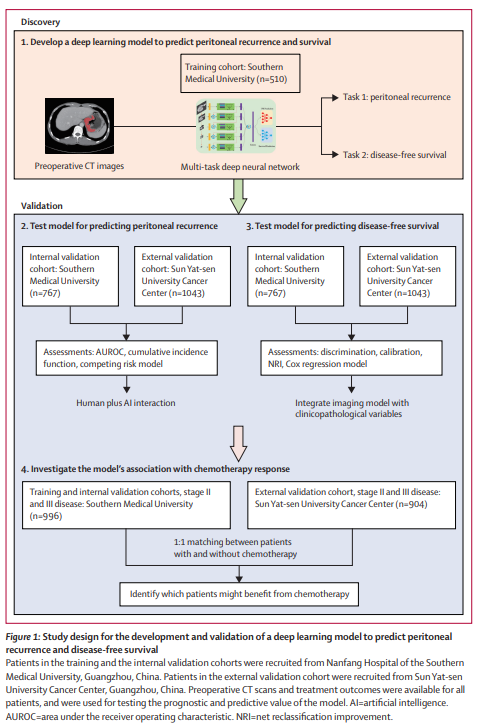 Discovery
1. Develop a deep learning model to predict peritoneal recurrence and survival
Training cohort: Southern
Medical University (n=510)
Task 1: peritoneal recurrence
Task 2: disease-free survival
Preoperative CT images
Multi-task deep neural network
Validation
2. Test model for predicting peritoneal recurrence
Internal validation
cohort: Southern
Medical University
(n=767)
External validation
cohort: Sun Yat-sen
University Cancer
Center (n=1043)
Assessments: AUROC, cumulative incidence
function, competing risk model
Human plus AI interaction
3. Test model for predicting disease-free survival
Internal validation
cohort: Southern
Medical University
(n=767)
External validation
cohort: Sun Yat-sen
University Cancer
Center (n=1043)
Assessments: discrimination, calibration,
NRI, Cox regression model
Integrate imaging model with
clinicopathological variables
4. Investigate the model's association with chemotherapy response
Training and internal validation cohorts, stage II
and III disease: Southern Medical University
(n=996)
External validation cohort, stage II and III disease:
Sun Yat-sen University Cancer Center (n=904)
1:1 matching between patients
with and without chemotherapy
Identify which patients might benefit from chemotherapy
Figure 1: Study design for the development and validation of a deep learning model to predict peritoneal
recurrence and disease-free survival
Patients in the training and the internal validation cohorts were recruited from Nanfang Hospital of the Southern
Medical University, Guangzhou, China. Patients in the external validation cohort were recruited from Sun Yat-sen
University Cancer Center, Guangzhou, China. Preoperative CT scans and treatment outcomes were available for all
patients, and were used for testing the prognostic and predictive value of the model. AI=artificial intelligence.
AUROC=area under the receiver operating characteristic. NRI=net reclassification improvement.